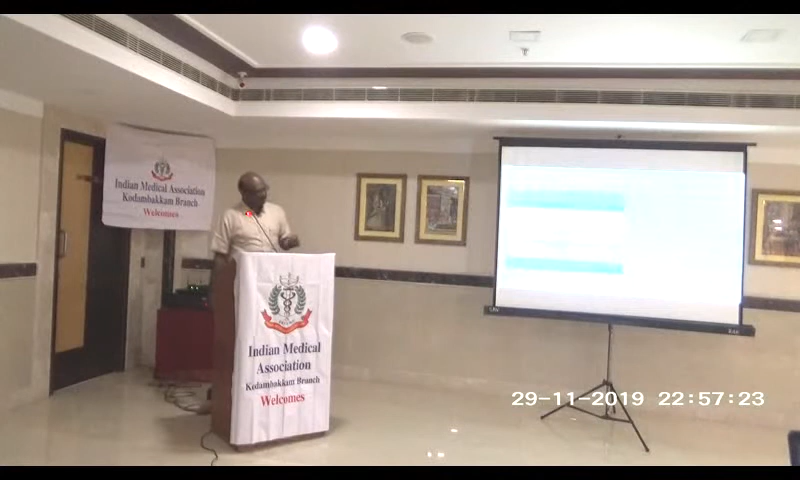 Indian Medical Association
Kodambakkam Branch
Welcomes
Indian Medical
Association
Kodambakkam Branch
Welcomes
29-11-2019 22:57:23